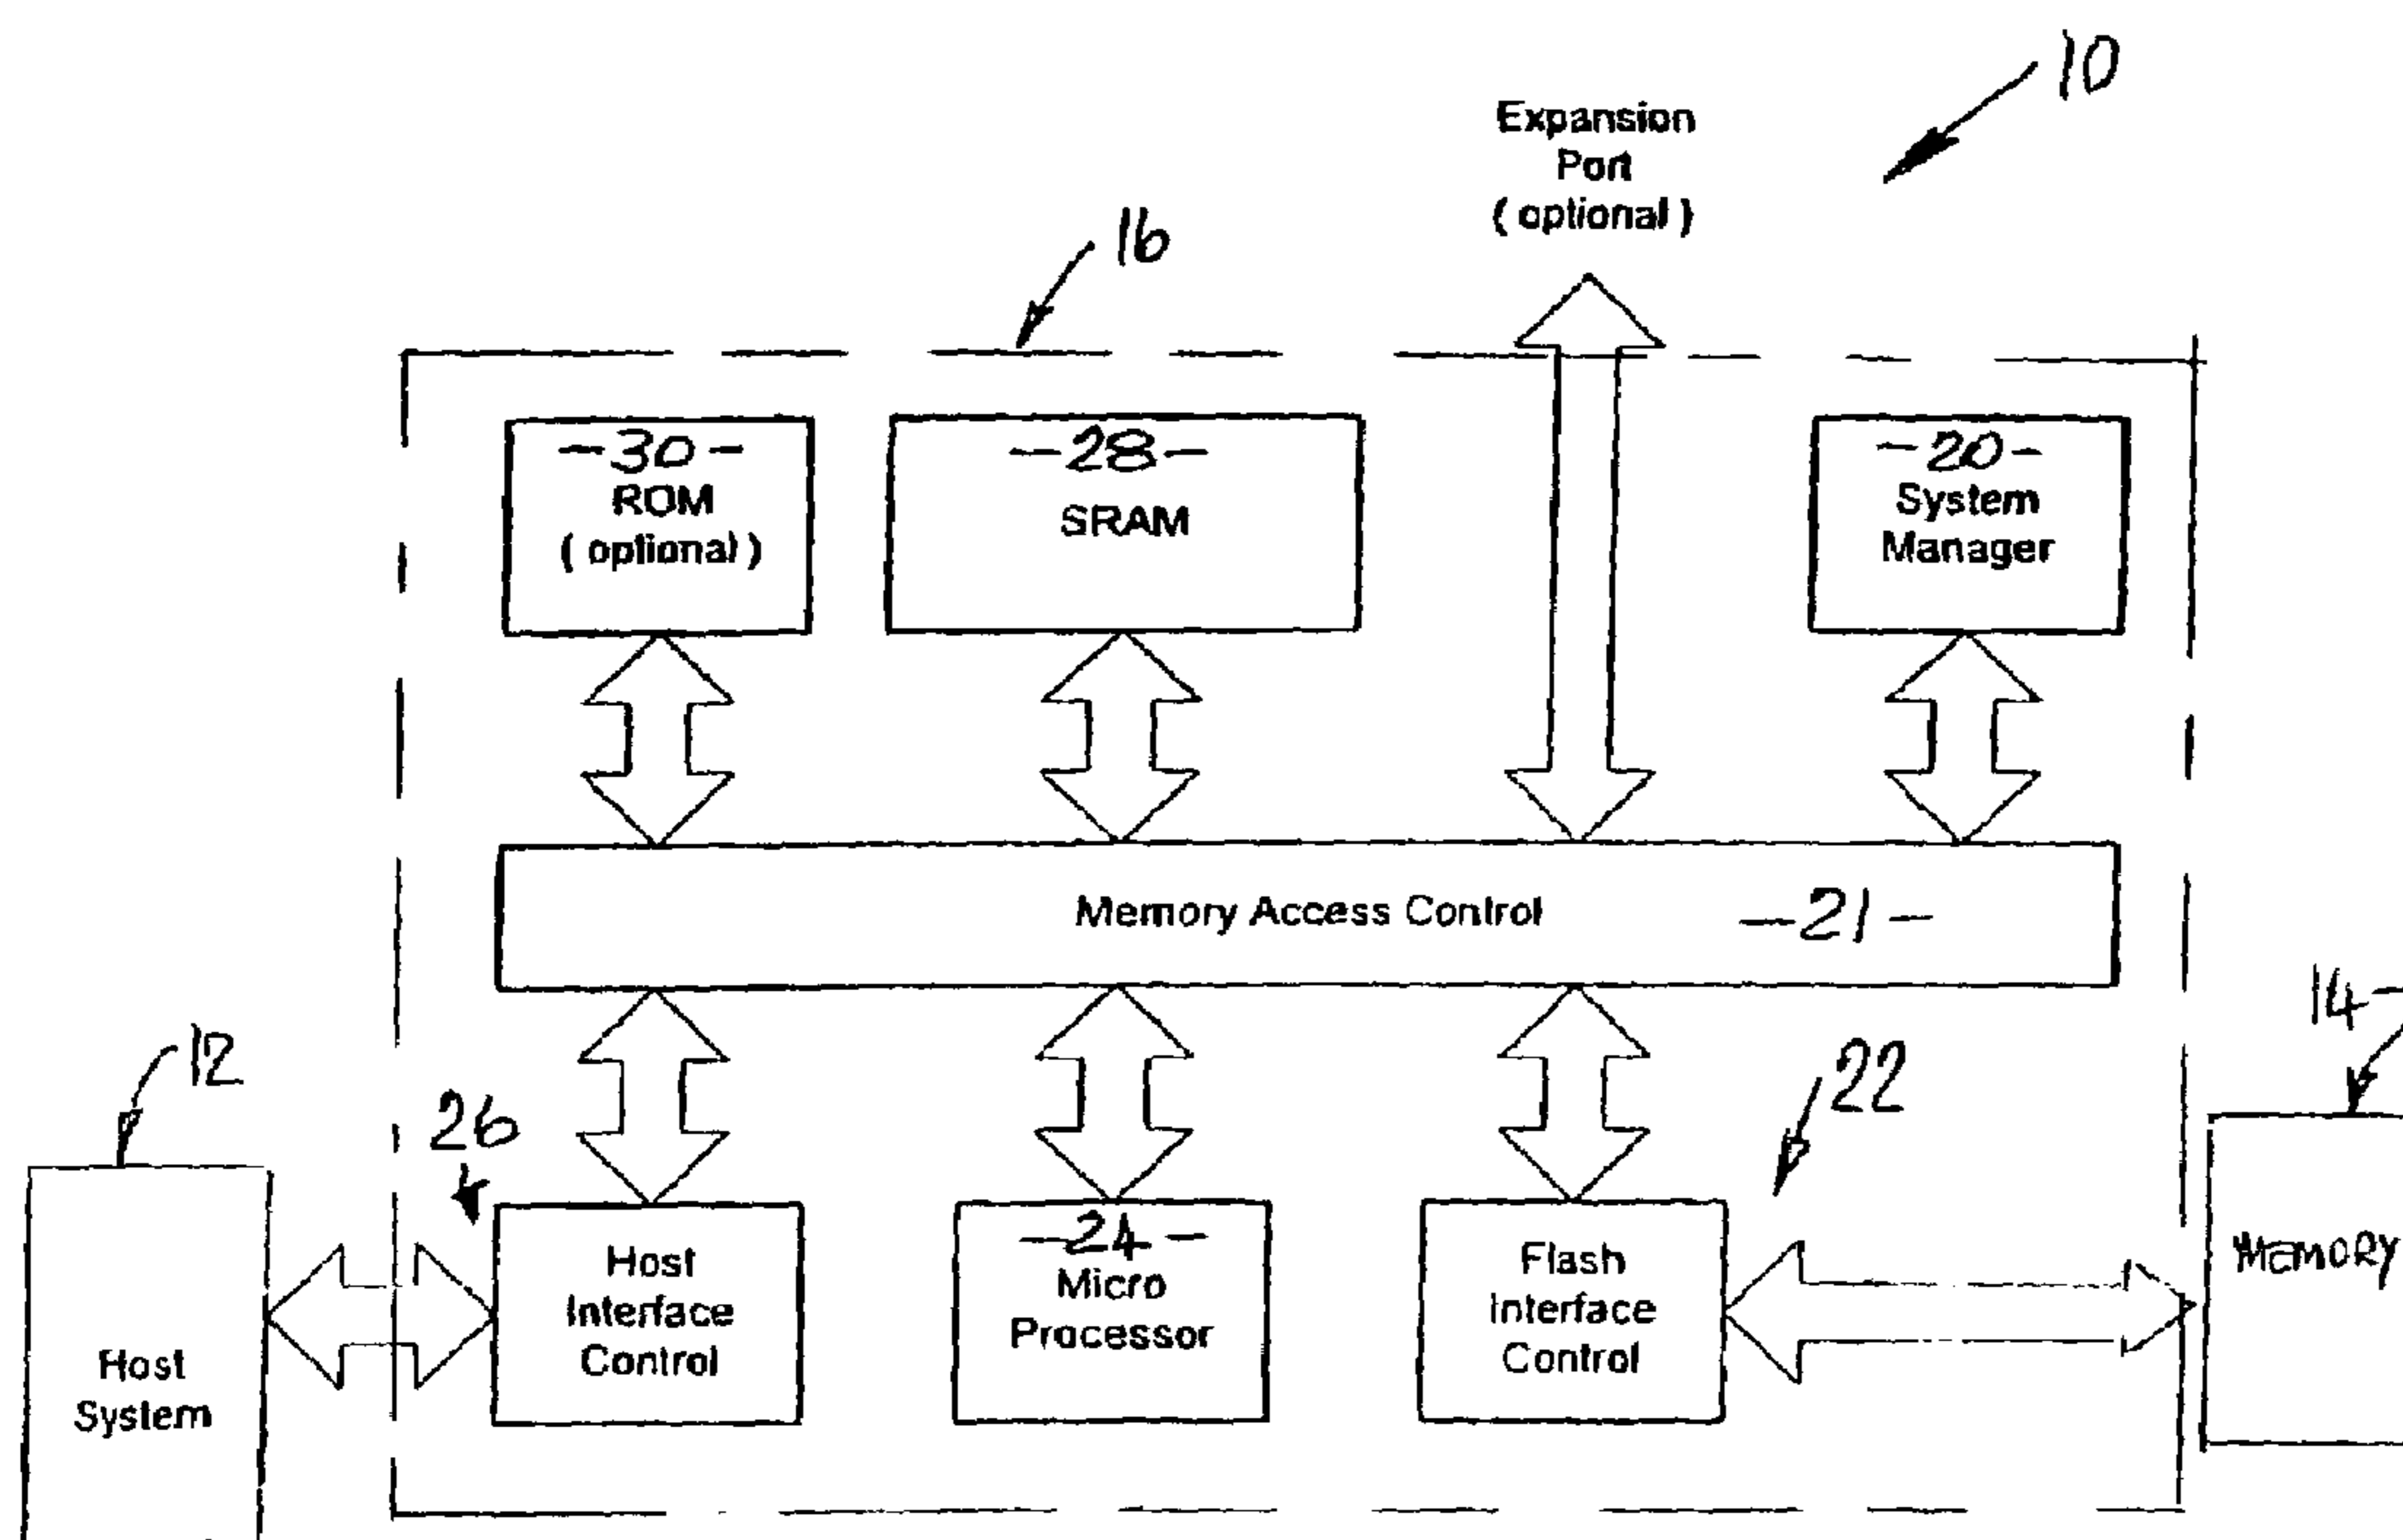 10
Expansion
Port
( optional )
16
-30-
ROM
( optional )
-28-
SRAM
-20-
System
Manager
Memory Access Control -21-
14
12
26
22
Host
System
Host
Interface
Control
-24-
Micro
Processor
Flash
Interface
Control
MEMORY